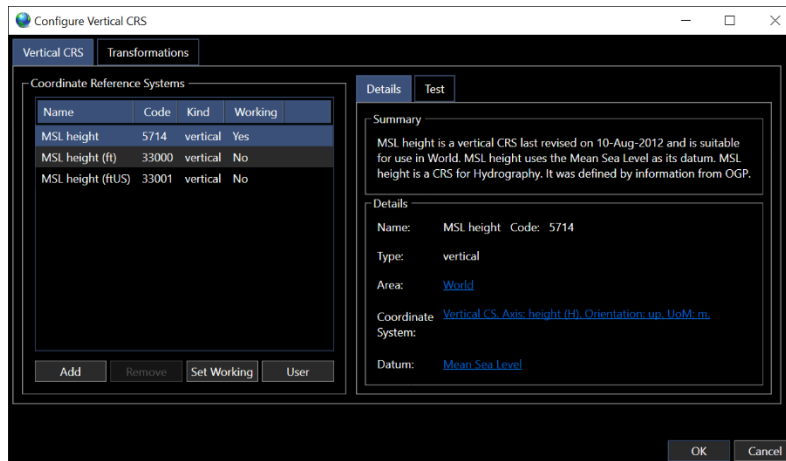 Configure Vertical CRS
Vertical CRS Transformations
Coordinate Reference Systems
Name Code Kind Working
MSL height 5714 vertical Yes
MSL height (ft) 33000 vertical No
MSL height (ftUS) 33001 vertical No
Add Remove Set Working User
Details Test
Summary
MSL height is a vertical CRS last revised on 10-Aug-2012 and is suitable
for use in World. MSL height uses the Mean Sea Level as its datum. MSL
height is a CRS for Hydrography. It was defined by information from OGP.
Details
Name: MSL height Code: 5714
Type: vertical
Area: World
Coordinate System: Vertical CS. Axis: height (H). Orientation: up. UoM: m.
Datum: Mean Sea Level
OK Cancel